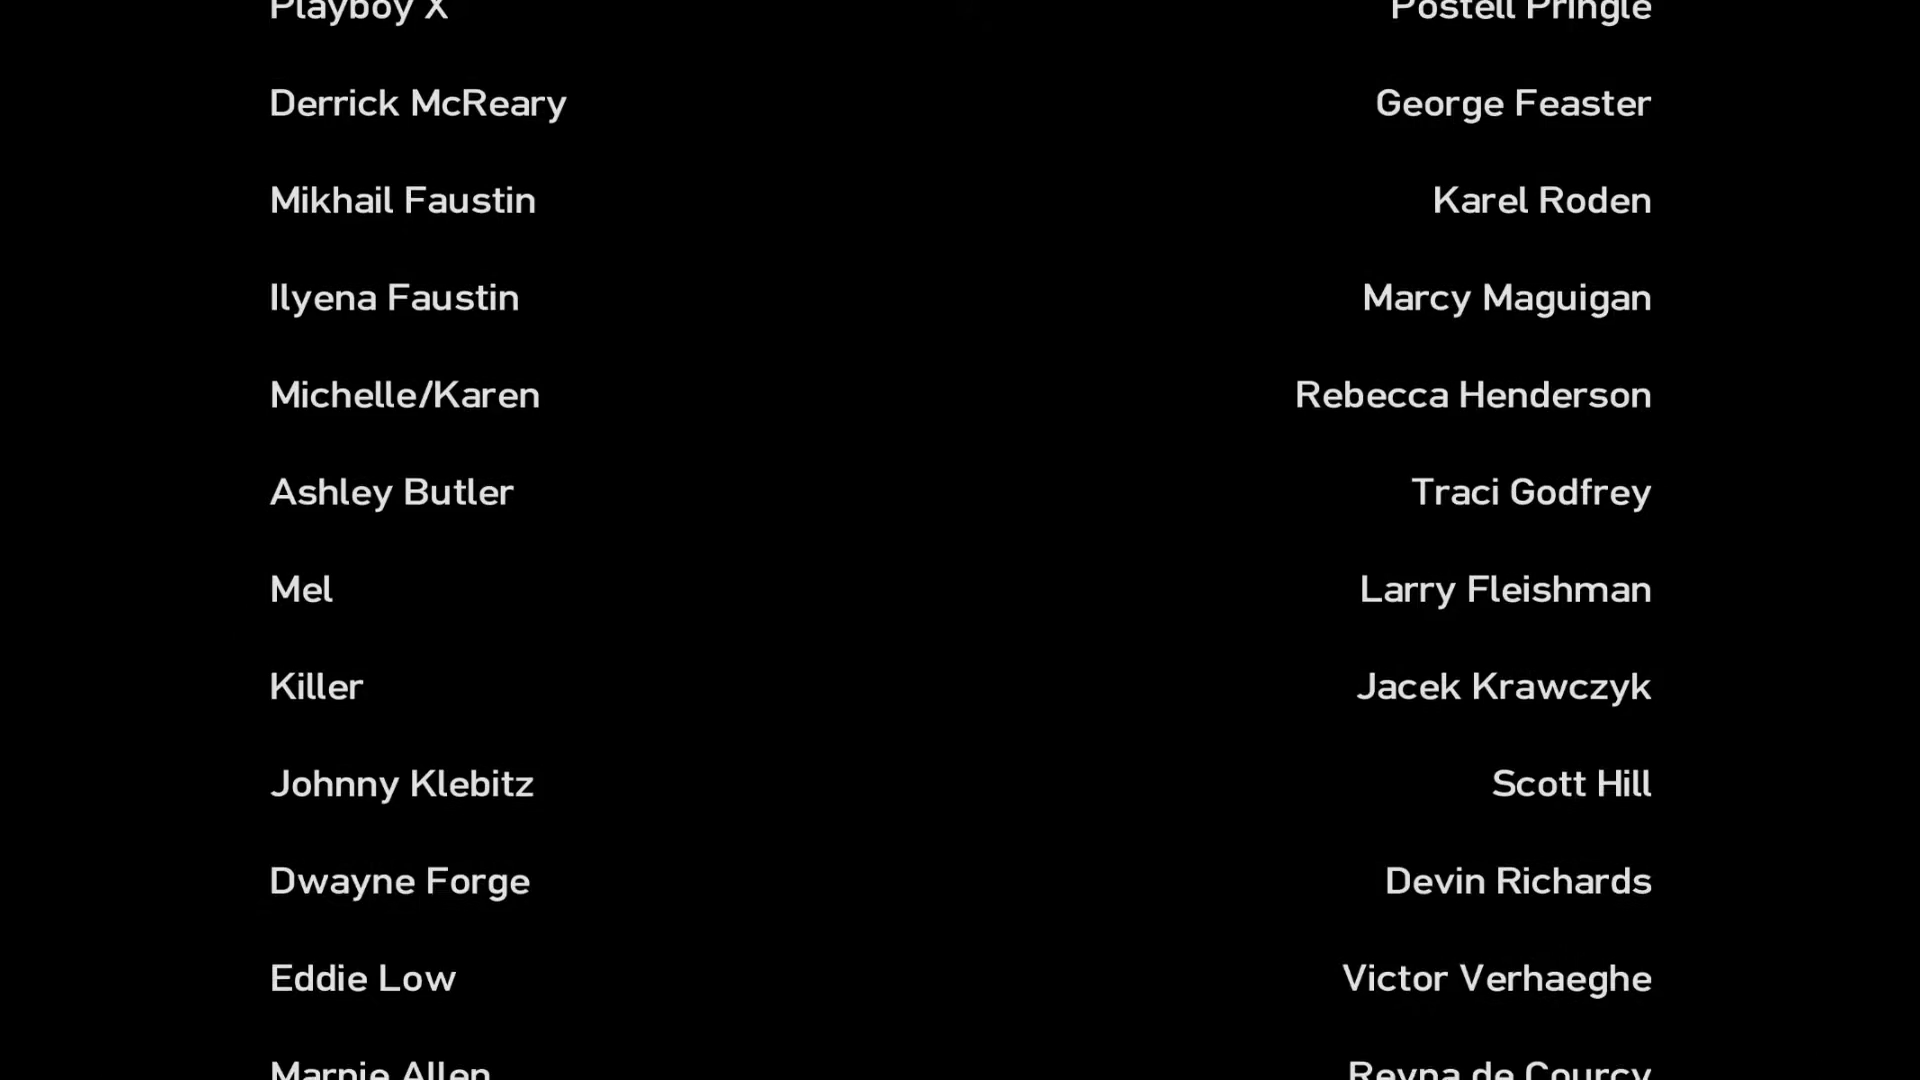 Playboy X Postell Pringle
Derrick McReary George Feaster
Mikhail Faustin Karel Roden
Ilyena Faustin Marcy Maguigan
Michelle/Karen Rebecca Henderson
Ashley Butler Traci Godfrey
Mel Larry Fleishman
Killer Jacek Krawczyk
Johnny Klebitz Scott Hill
Dwayne Forge Devin Richards
Eddie Low Victor Verhaeghe
Marnie Allen Reyna de Courcy